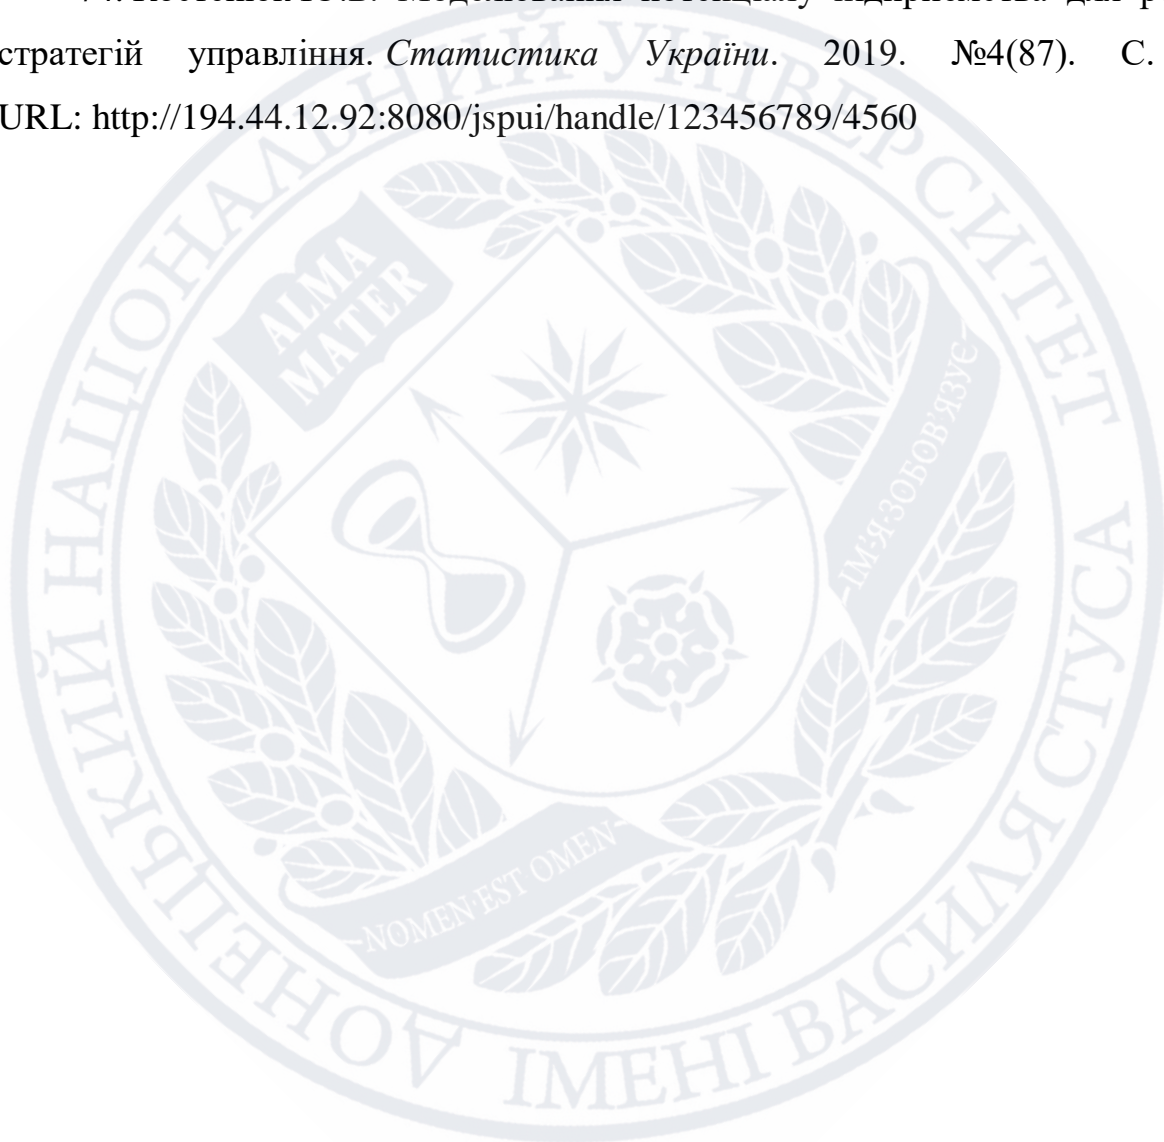 стратегій управління. Статистика України. 2019. №4(87). С.
URL: http://194.44.12.92:8080/jspui/handle/123456789/4560
ДОНЕЦЬКИЙ НАЦІОНАЛЬНИЙ УНІВЕРСИТЕТ ІМЕНІ ВАСИЛЯ СТУСА
ALMA
MATER
ІМ'Я·ЗОБОВ'ЯЗУЄ
NOMEN·EST OMEN